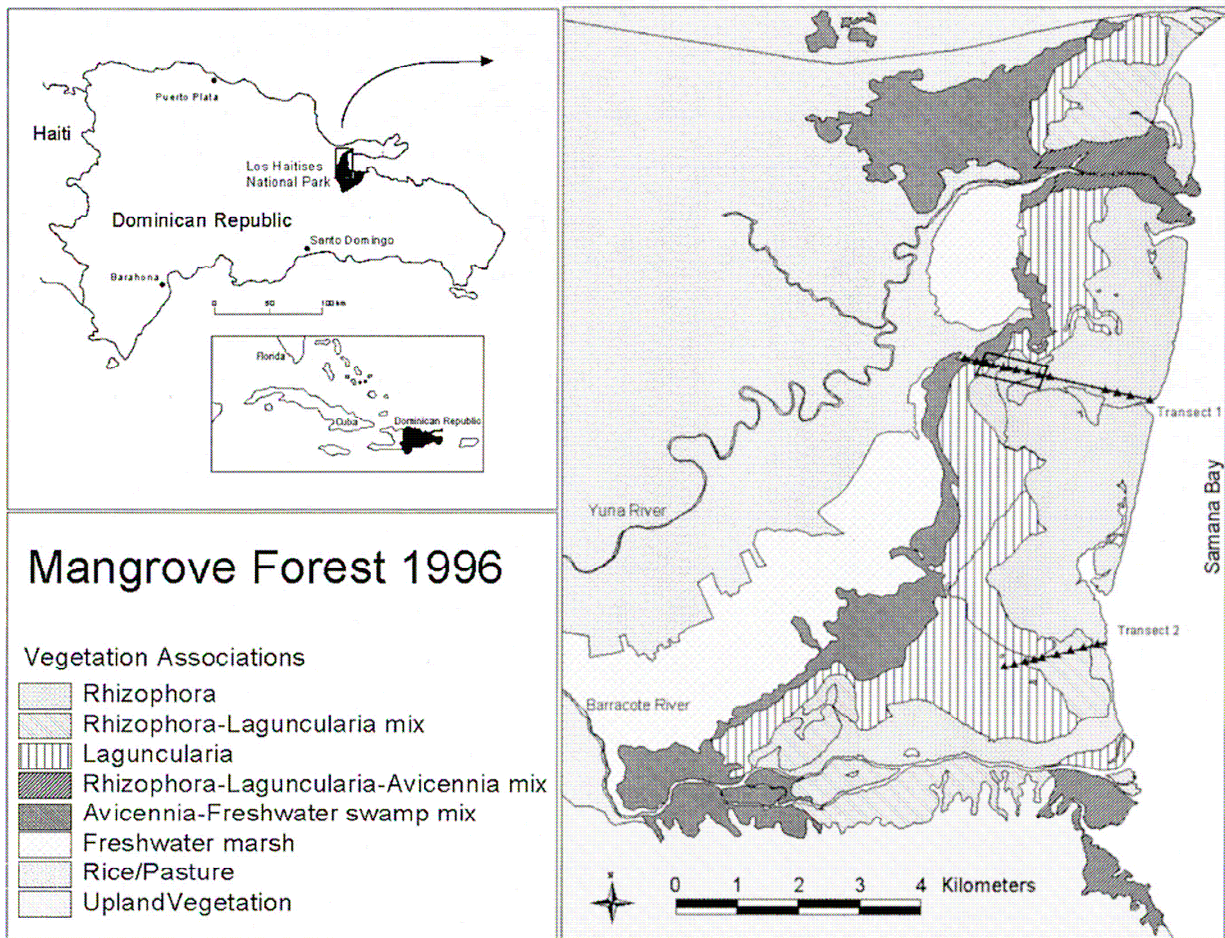 Puerto Plata
Haiti
Los Haitises
National Park
Dominican Republic
Santo Domingo
Barahona
0 50 100 km
Florida
Cuba
Dominican Republic
Mangrove Forest 1996
Vegetation Associations
Rhizophora
Rhizophora-Laguncularia mix
Laguncularia
Rhizophora-Laguncularia-Avicennia mix
Avicennia-Freshwater swamp mix
Freshwater marsh
Rice/Pasture
UplandVegetation
Transect 1
Samana Bay
Yuna River
Transect 2
Barracote River
0 1 2 3 4 Kilometers